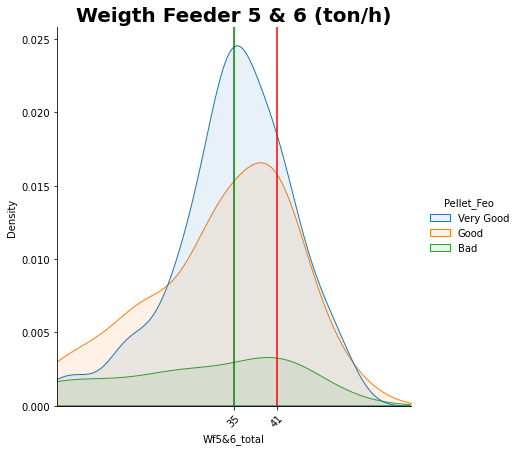 Weigth Feeder 5 & 6 (ton/h)
0.025
0.020
0.015
0.010
0.005
0.000
Density
35
41
Wf5&6_total
Pellet_Feo
Very Good
Good
Bad